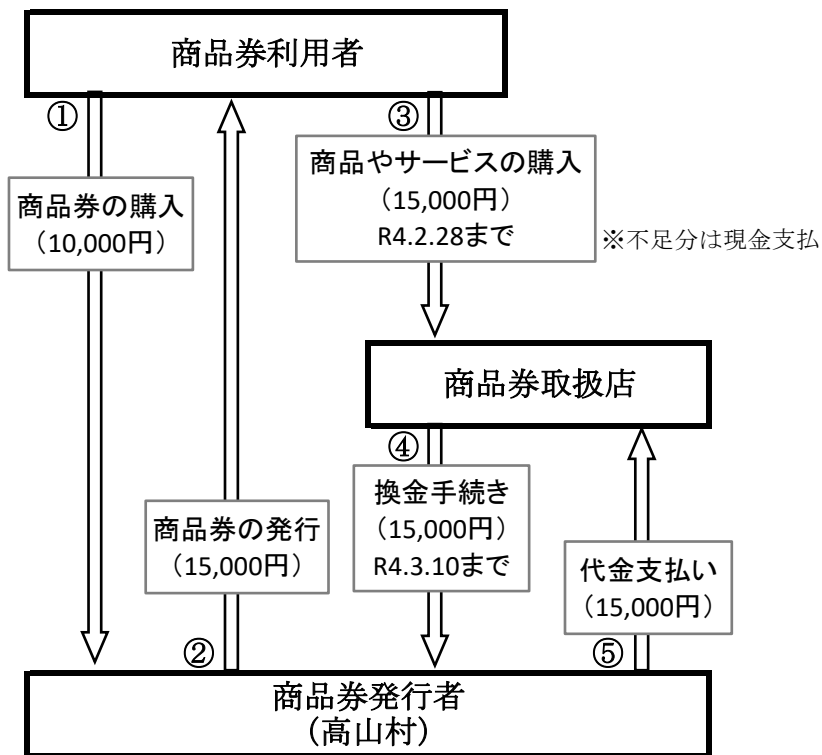 商品券利用者
①
商品券の購入
（10,000円）
③
商品やサービスの購入
（15,000円）
R4.2.28まで
※不足分は現金支払
商品券取扱店
④
換金手続き
（15,000円）
R4.3.10まで
商品券の発行
（15,000円）
②
代金支払い
（15,000円）
⑤
商品券発行者
（高山村）